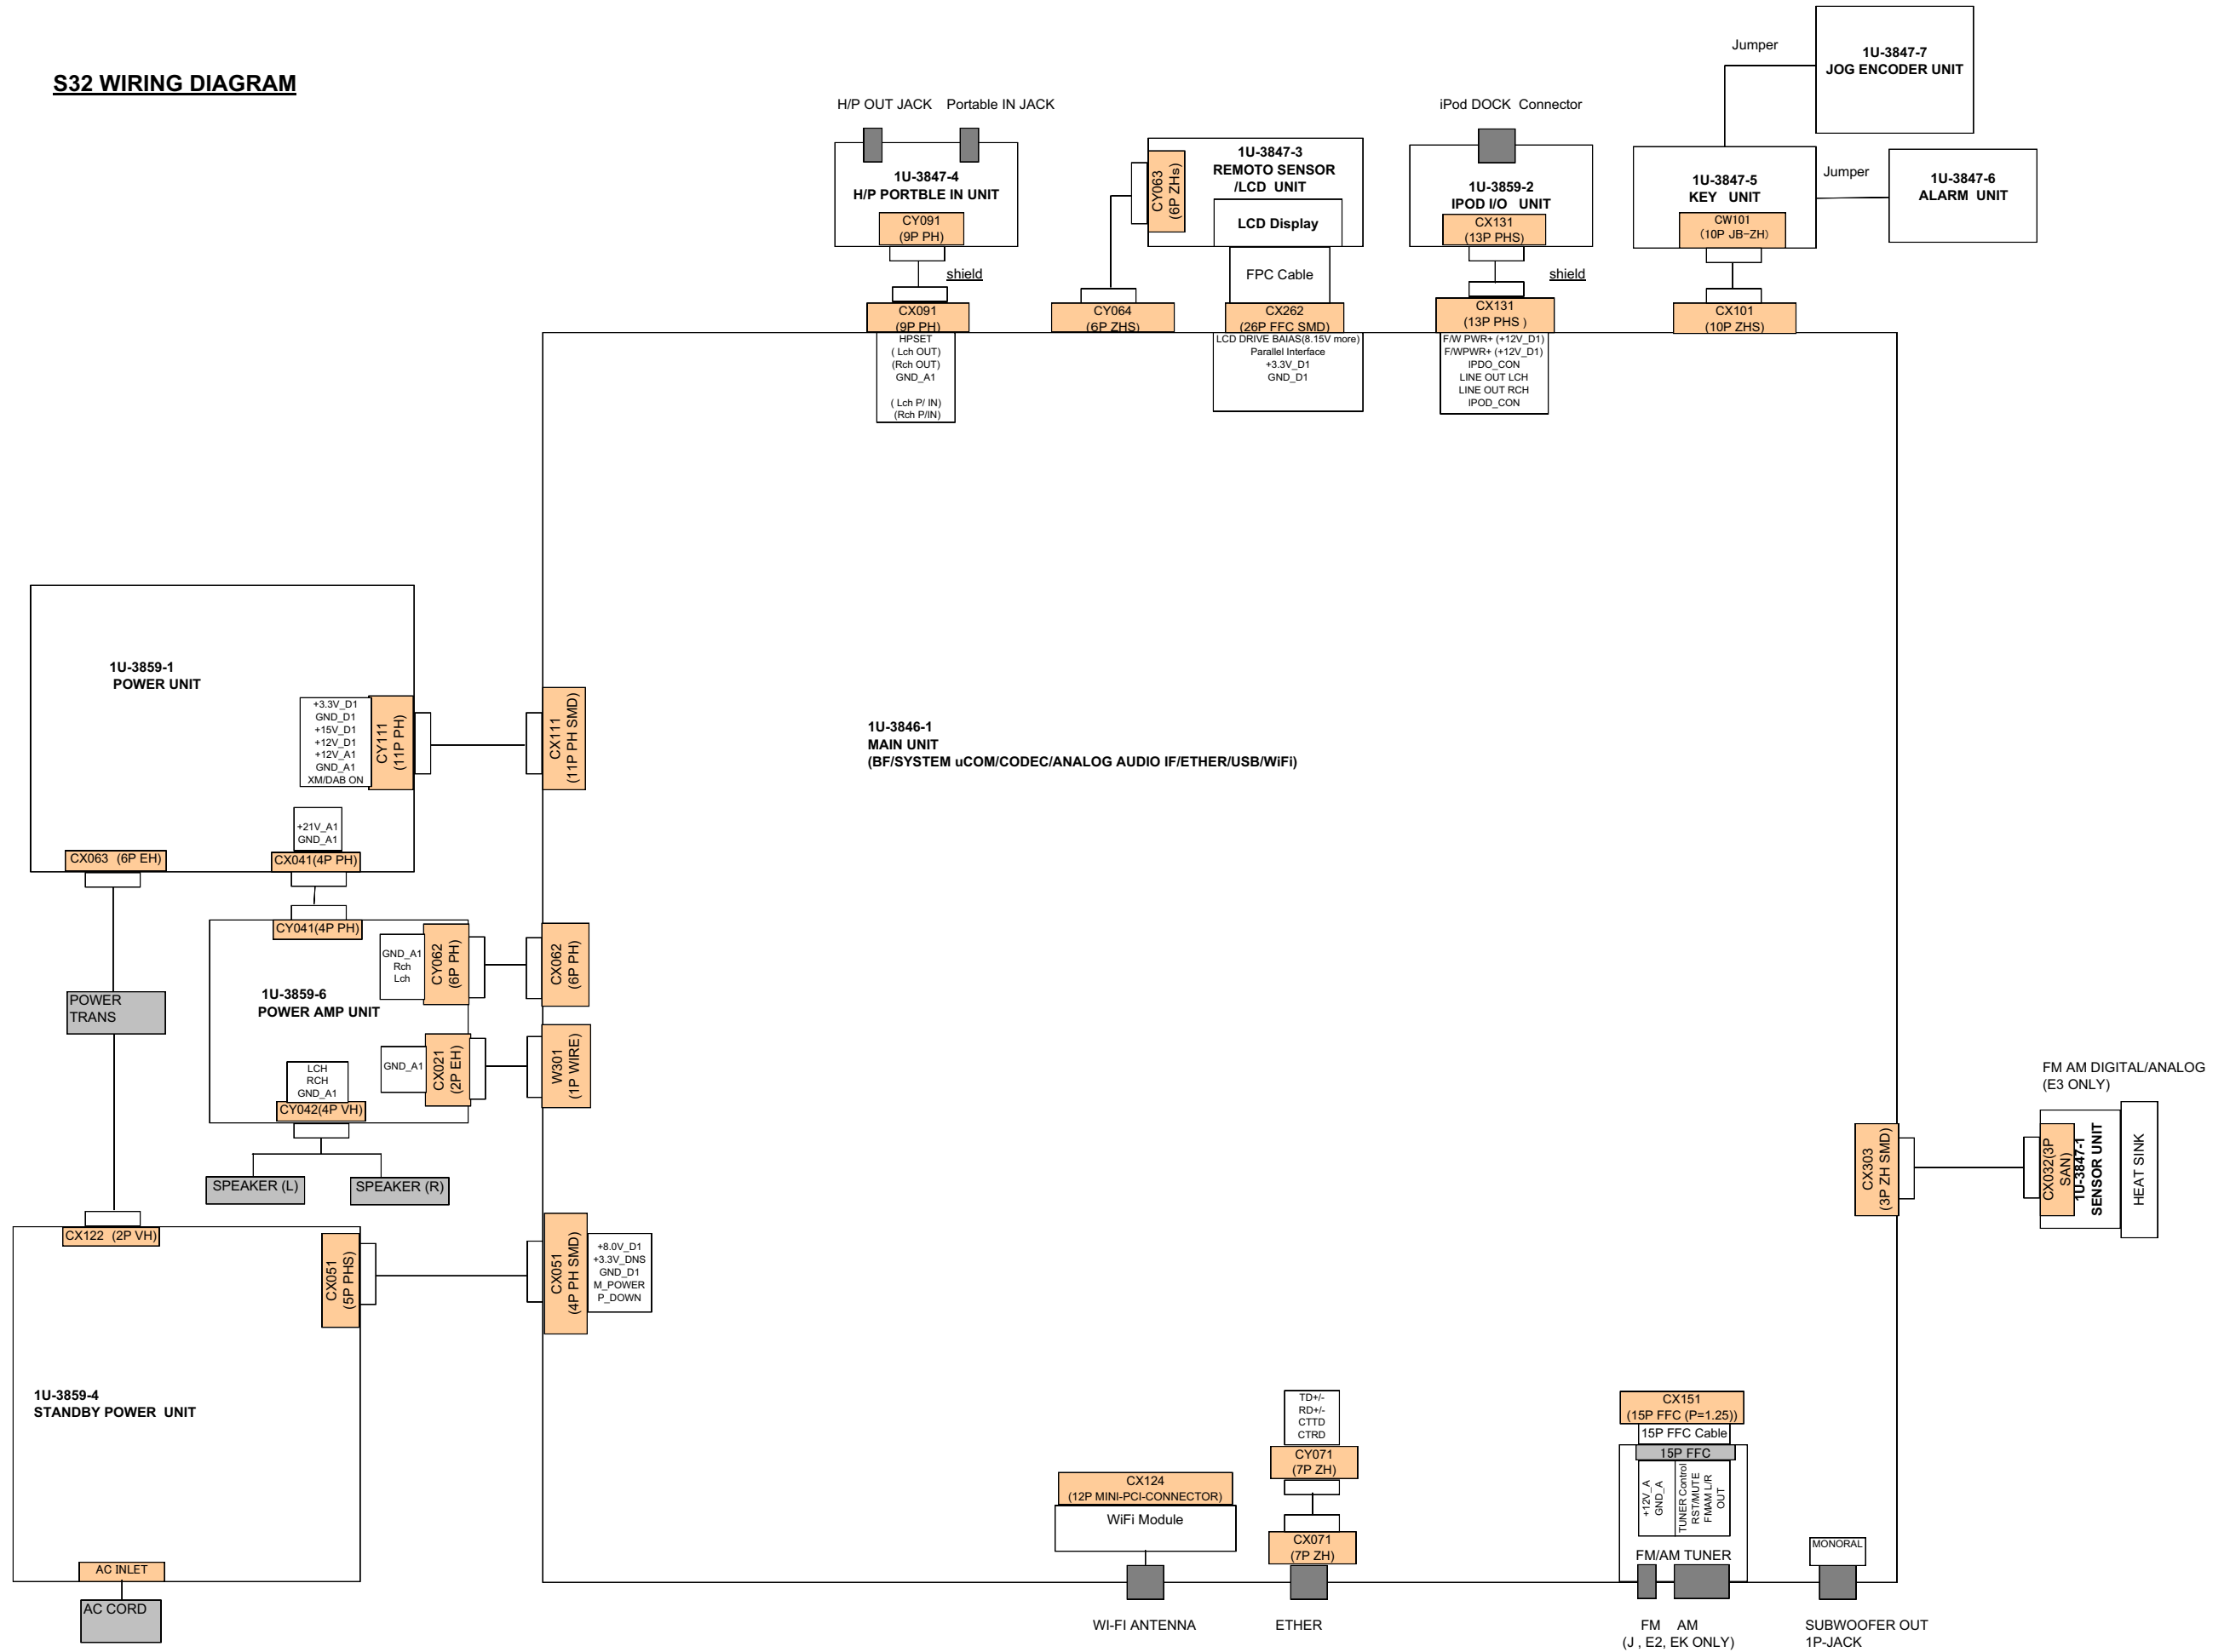 S32 WIRING DIAGRAM
Jumper
1U-3847-7
JOG ENCODER UNIT
H/P OUT JACK Portable IN JACK
1U-3847-4
H/P PORTBLE IN UNIT
CY091
(9P PH)
shield
CX091
(9P PH)
HPSET
( Lch OUT)
(Rch OUT)
GND_A1
( Lch P/ IN)
(Rch P/IN)
CY063
(6P ZHs)
1U-3847-3
REMOTO SENSOR
/LCD UNIT
LCD Display
FPC Cable
CY064
(6P ZHS)
CX262
(26P FFC SMD)
LCD DRIVE BAIAS(8.15V more)
Parallel Interface
+3.3V_D1
GND_D1
iPod DOCK Connector
1U-3859-2
IPOD I/O UNIT
CX131
(13P PHS)
shield
CX131
(13P PHS )
F/W PWR+ (+12V_D1)
F/WPWR+ (+12V_D1)
IPDO_CON
LINE OUT LCH
LINE OUT RCH
IPOD_CON
1U-3847-5
KEY UNIT
CW101
(10P JB-ZH)
CX101
(10P ZHS)
Jumper
1U-3847-6
ALARM UNIT
1U-3859-1
POWER UNIT
+3.3V_D1
GND_D1
+15V_D1
+12V_D1
+12V_A1
GND_A1
XM/DAB ON
CY111
(11P PH)
CX111
(11P PH SMD)
1U-3846-1
MAIN UNIT
(BF/SYSTEM uCOM/CODEC/ANALOG AUDIO IF/ETHER/USB/WiFi)
+21V_A1
GND_A1
CX063 (6P EH)
CX041(4P PH)
CY041(4P PH)
GND_A1
Rch
Lch
CY062
(6P PH)
CX062
(6P PH)
POWER
TRANS
1U-3859-6
POWER AMP UNIT
GND_A1
CX021
(2P EH)
W301
(1P WIRE)
LCH
RCH
GND_A1
CY042(4P VH)
SPEAKER (L)
SPEAKER (R)
FM AM DIGITAL/ANALOG
(E3 ONLY)
CX303
(3P ZH SMD)
CX032(3P
SAN)
1U-3847-1
SENSOR UNIT
HEAT SINK
CX122 (2P VH)
CX051
(5P PHS)
CX051
(4P PH SMD)
+8.0V_D1
+3.3V_DNS
GND_D1
M_POWER
P_DOWN
1U-3859-4
STANDBY POWER UNIT
AC INLET
AC CORD
CX124
(12P MINI-PCI-CONNECTOR)
WiFi Module
WI-FI ANTENNA
TD+/-
RD+/-
CTTD
CTRD
CY071
(7P ZH)
CX071
(7P ZH)
ETHER
CX151
(15P FFC (P=1.25))
15P FFC Cable
15P FFC
+12V_A
GND_A
TUNER Control
RST/MUTE
FMAM L/R
OUT
FM/AM TUNER
FM AM
(J , E2, EK ONLY)
MONORAL
SUBWOOFER OUT
1P-JACK